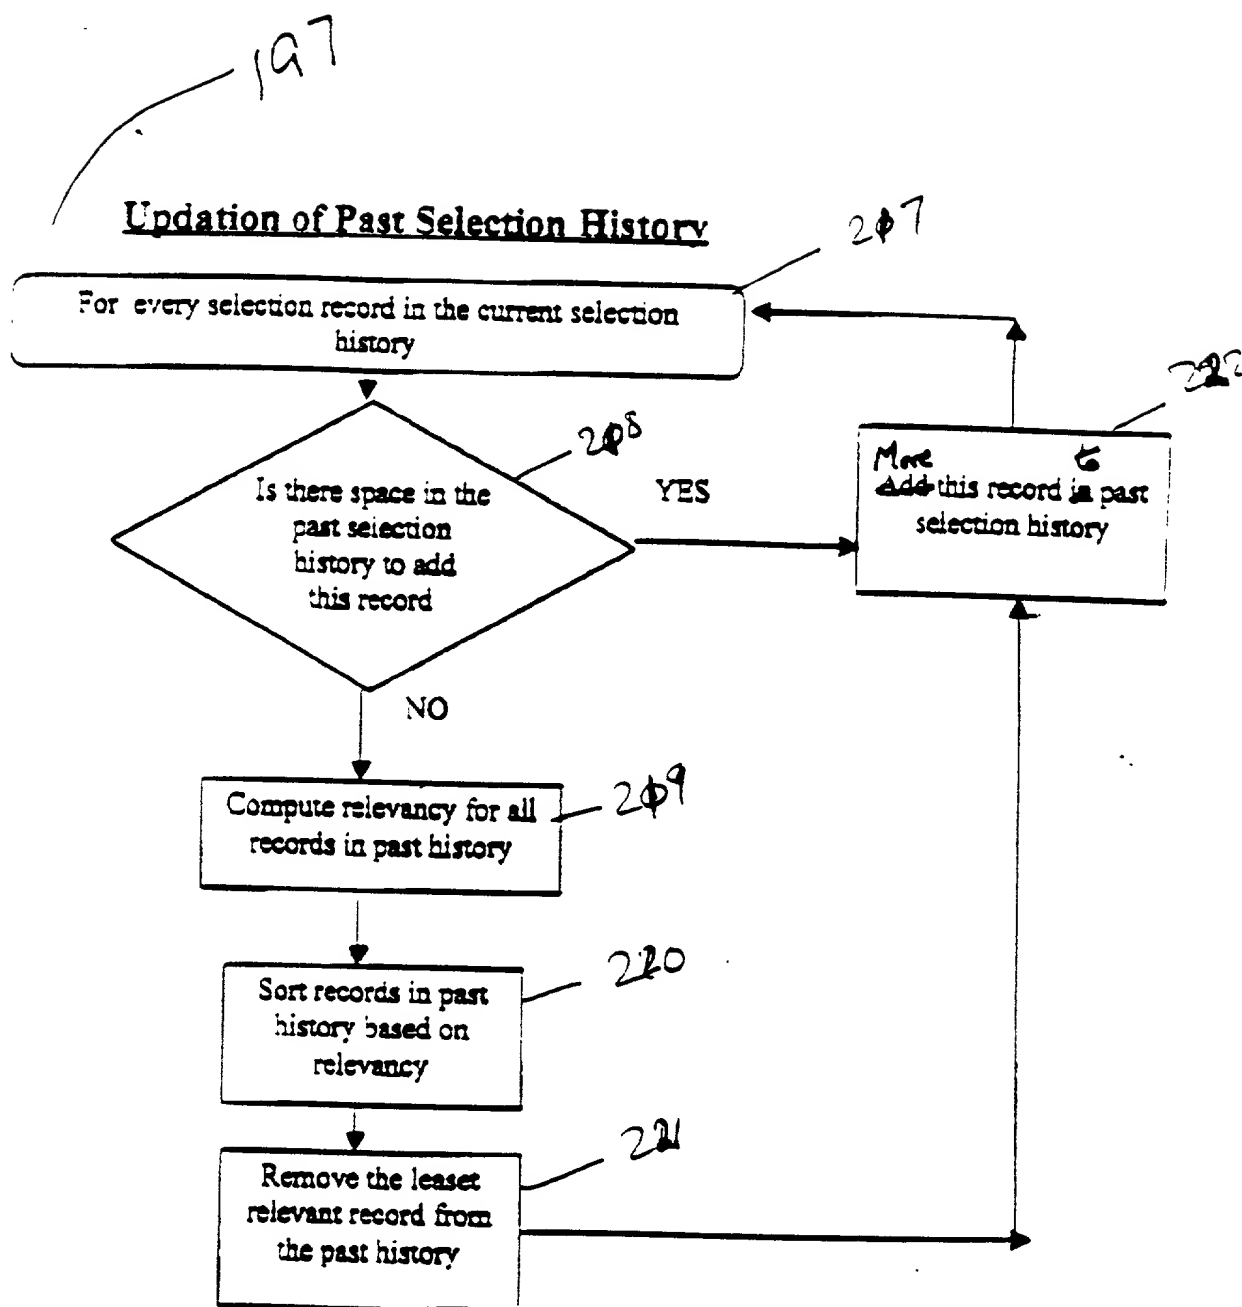 197
Updation of Past Selection History
217
For every selection record in the current selection
history
218
Is there space in the
past selection
history to add
this record
YES
Move to
Add this record in past
selection history
NO
Compute relevancy for all
records in past history
219
Sort records in past
history based on
relevancy
220
Remove the leaset
relevant record from
the past history
221